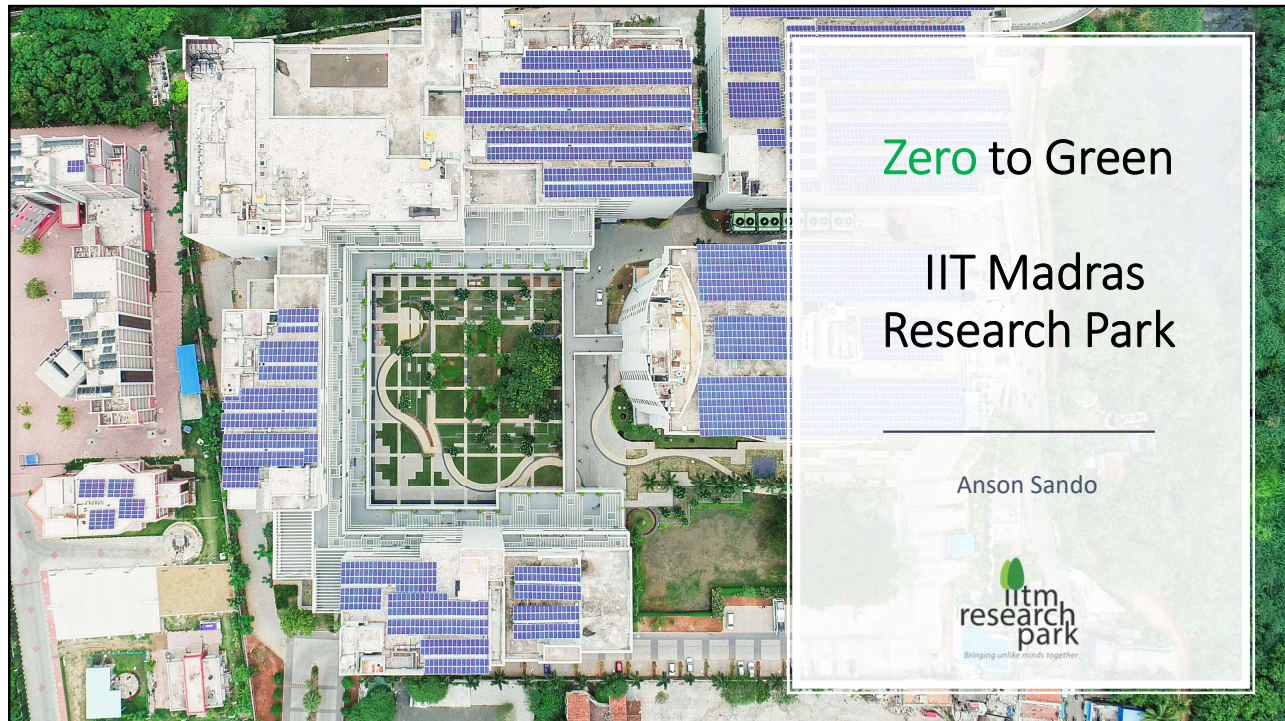 Zero to Green
IIT Madras
Research Park
Anson Sando
iitm
research
park
Bringing unlike minds together